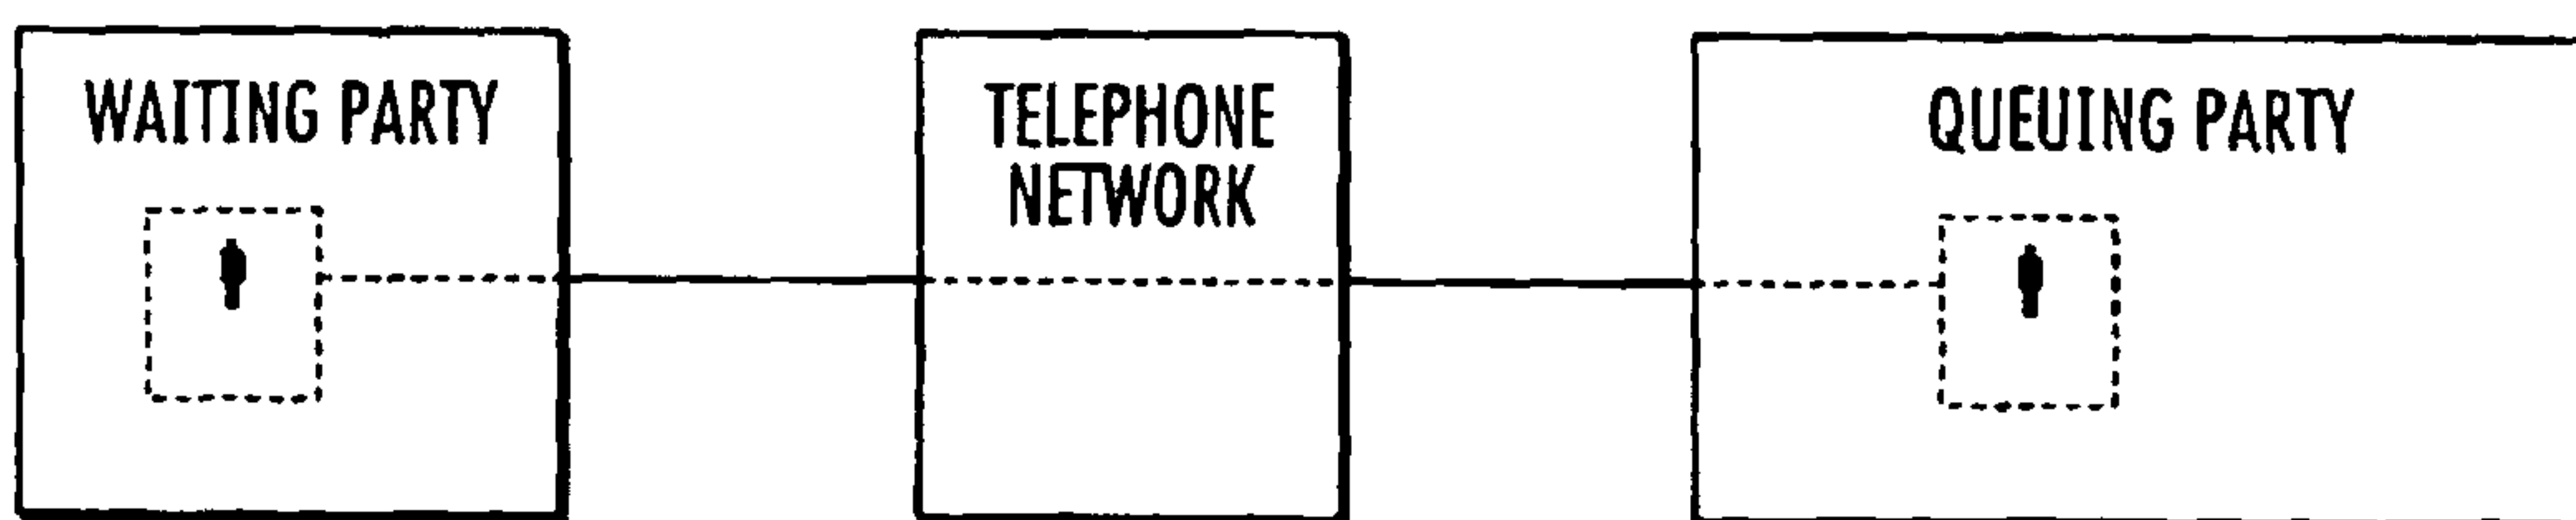 WAITING PARTY
TELEPHONE
NETWORK
QUEUING PARTY